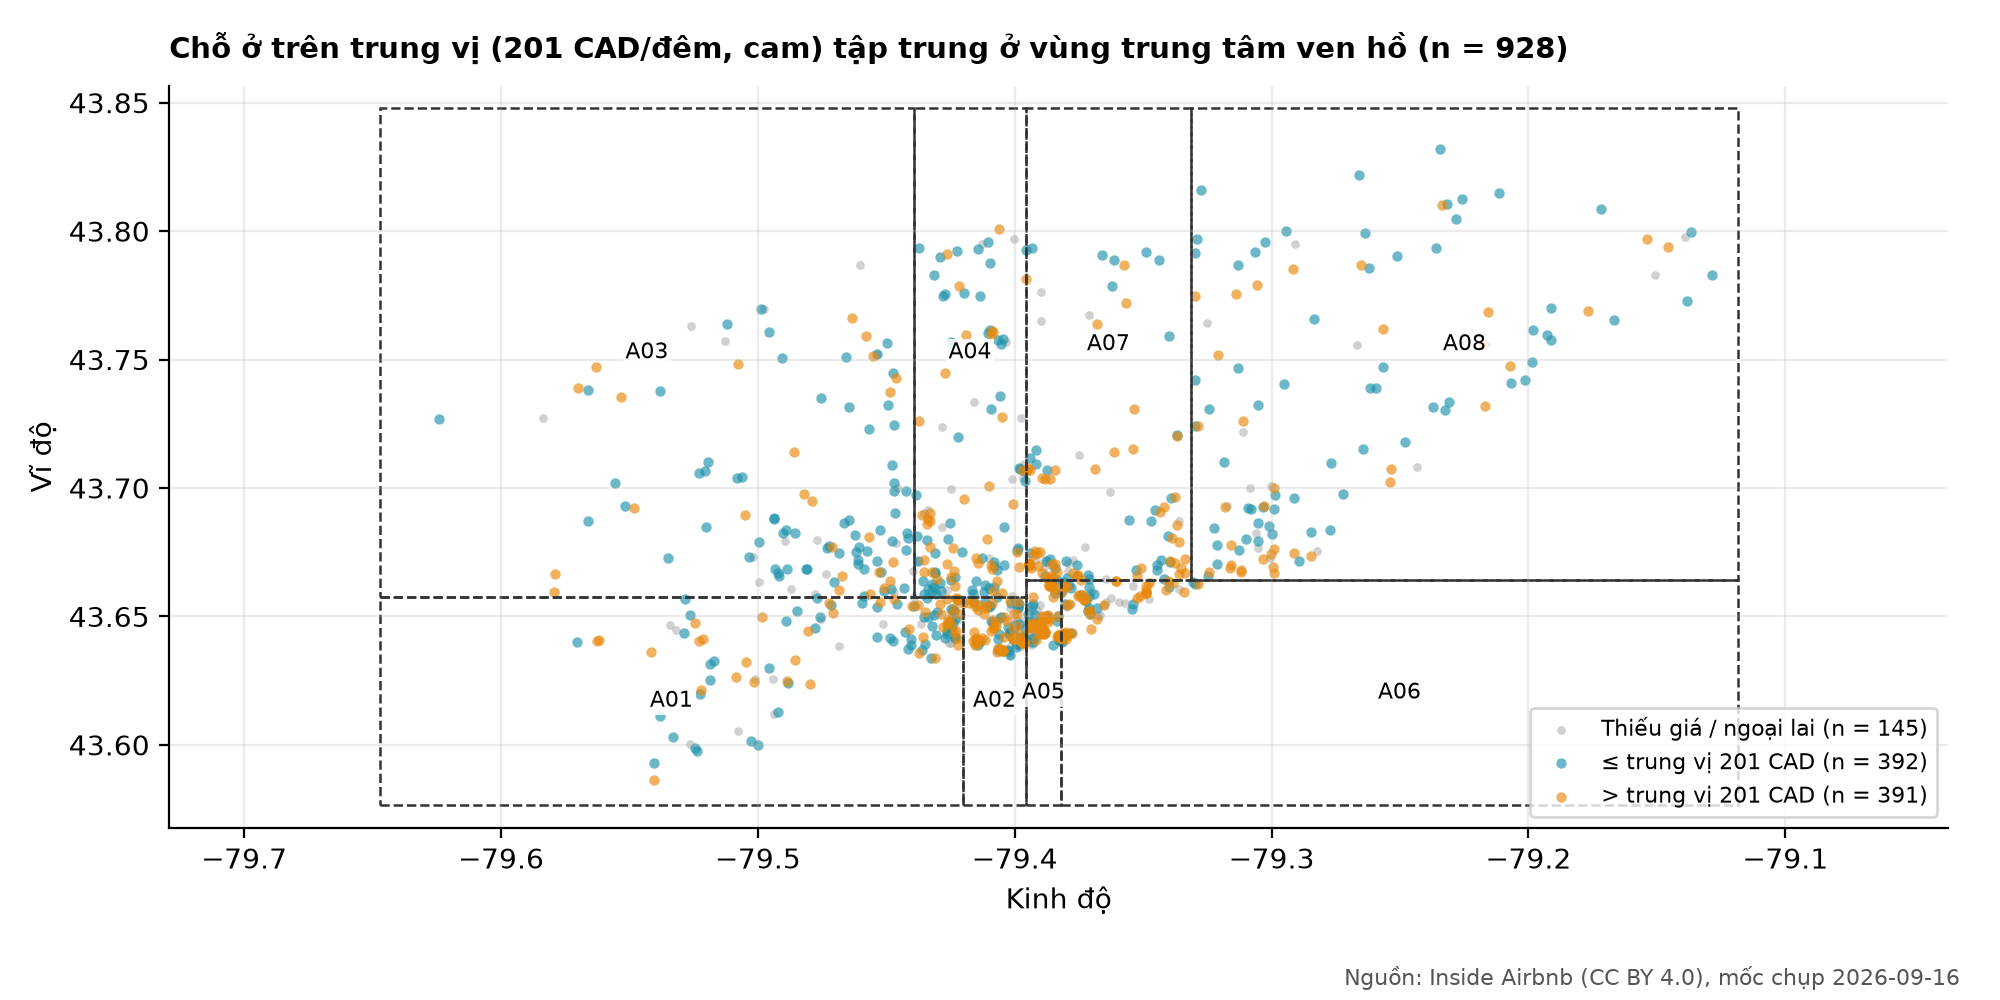 Chỗ ở trên trung vị (201 CAD/đêm, cam) tập trung ở vùng trung tâm ven hồ (n = 928)
43.85
43.80
43.75
43.70
43.65
43.60
Vĩ độ
A03
A04
A07
A08
A01
A02
A05
A06
Thiếu giá / ngoại lai (n = 145)
≤ trung vị 201 CAD (n = 392)
> trung vị 201 CAD (n = 391)
−79.7
−79.6
−79.5
−79.4
−79.3
−79.2
−79.1
Kinh độ
Nguồn: Inside Airbnb (CC BY 4.0), mốc chụp 2026-09-16